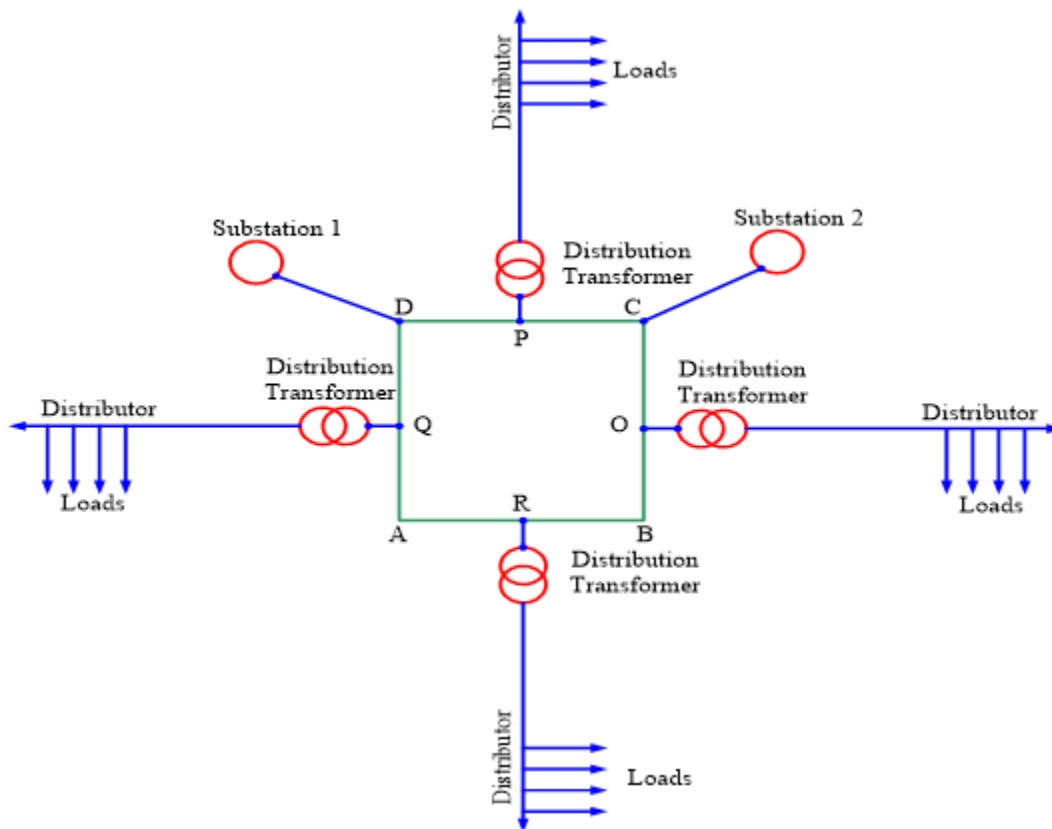 Distributor
Loads
Substation 1
Substation 2
Distribution
Transformer
D
C
P
Distribution
Transformer
Distribution
Transformer
Distributor
Q
O
Distributor
Loads
Loads
R
A
B
Distribution
Transformer
Distributor
Loads